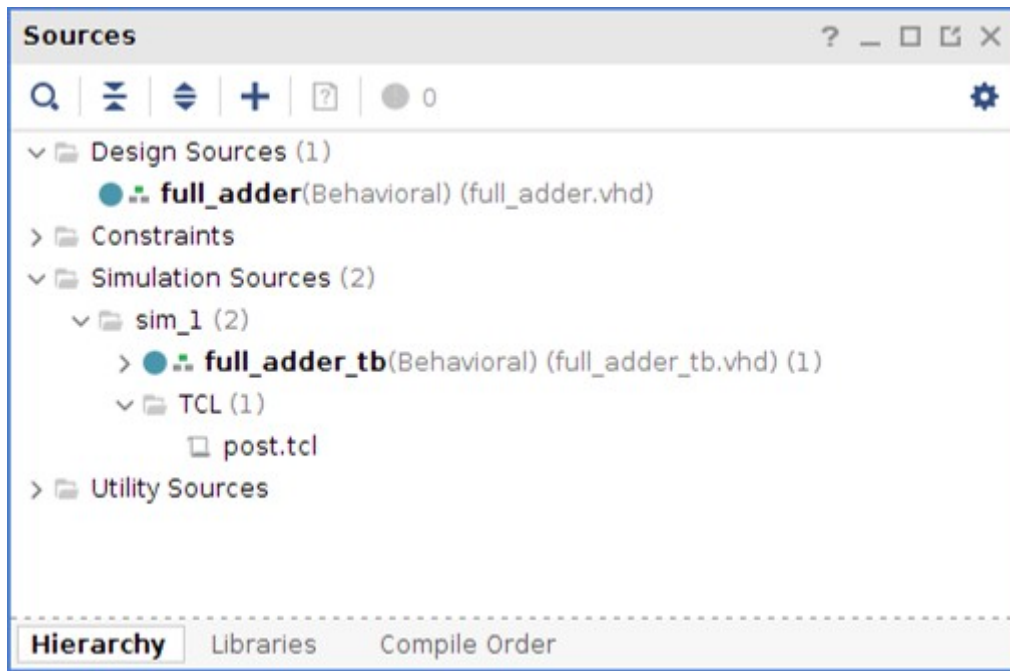 Sources
0
Design Sources (1)
full_adder(Behavioral) (full_adder.vhd)
Constraints
Simulation Sources (2)
sim_1 (2)
full_adder_tb(Behavioral) (full_adder_tb.vhd) (1)
TCL (1)
post.tcl
Utility Sources
Hierarchy Libraries Compile Order